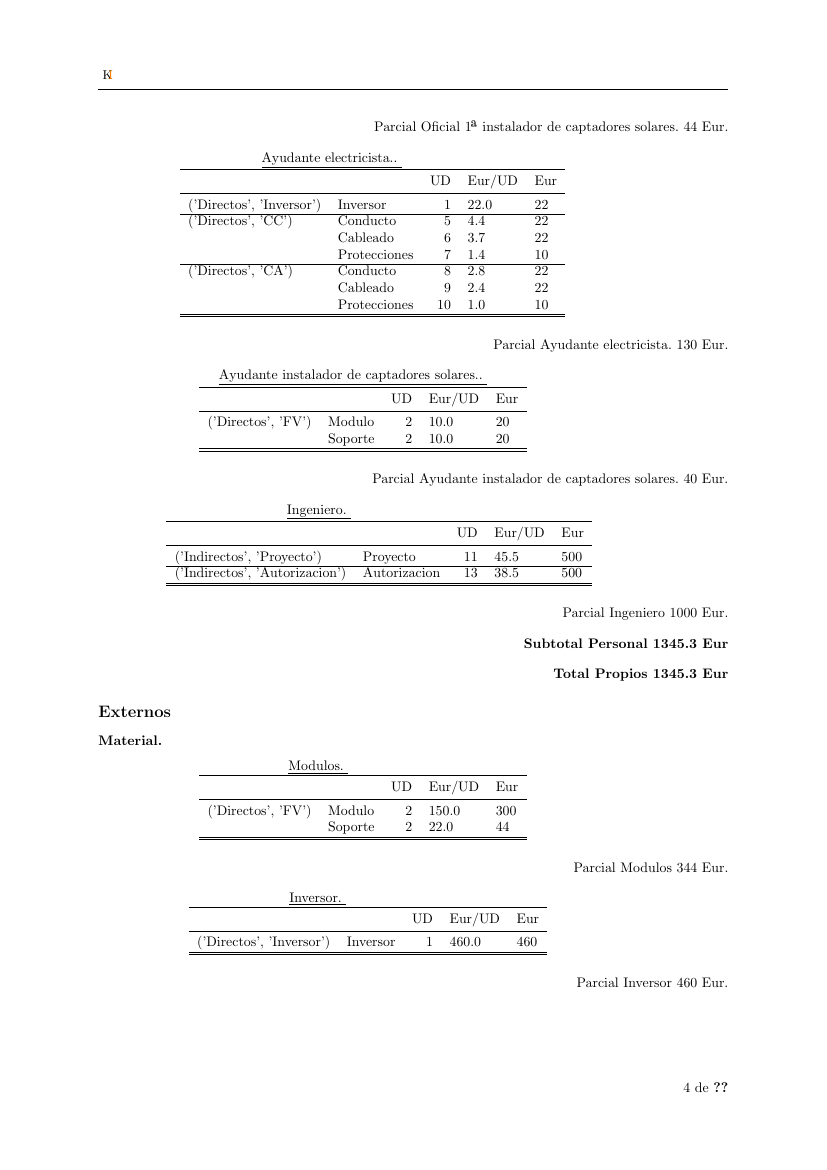 K
Parcial Oficial 1ª instalador de captadores solares. 44 Eur.
Ayudante electricista..
UD Eur/UD Eur
('Directos', 'Inversor') Inversor 1 22.0 22
('Directos', 'CC') Conducto 5 4.4 22
Cableado 6 3.7 22
Protecciones 7 1.4 10
('Directos', 'CA') Conducto 8 2.8 22
Cableado 9 2.4 22
Protecciones 10 1.0 10
Parcial Ayudante electricista. 130 Eur.
Ayudante instalador de captadores solares..
UD Eur/UD Eur
('Directos', 'FV') Modulo 2 10.0 20
Soporte 2 10.0 20
Parcial Ayudante instalador de captadores solares. 40 Eur.
Ingeniero.
UD Eur/UD Eur
('Indirectos', 'Proyecto') Proyecto 11 45.5 500
('Indirectos', 'Autorizacion') Autorizacion 13 38.5 500
Parcial Ingeniero 1000 Eur.
Subtotal Personal 1345.3 Eur
Total Propios 1345.3 Eur
Externos
Material.
Modulos.
UD Eur/UD Eur
('Directos', 'FV') Modulo 2 150.0 300
Soporte 2 22.0 44
Parcial Modulos 344 Eur.
Inversor.
UD Eur/UD Eur
('Directos', 'Inversor') Inversor 1 460.0 460
Parcial Inversor 460 Eur.
4 de ??